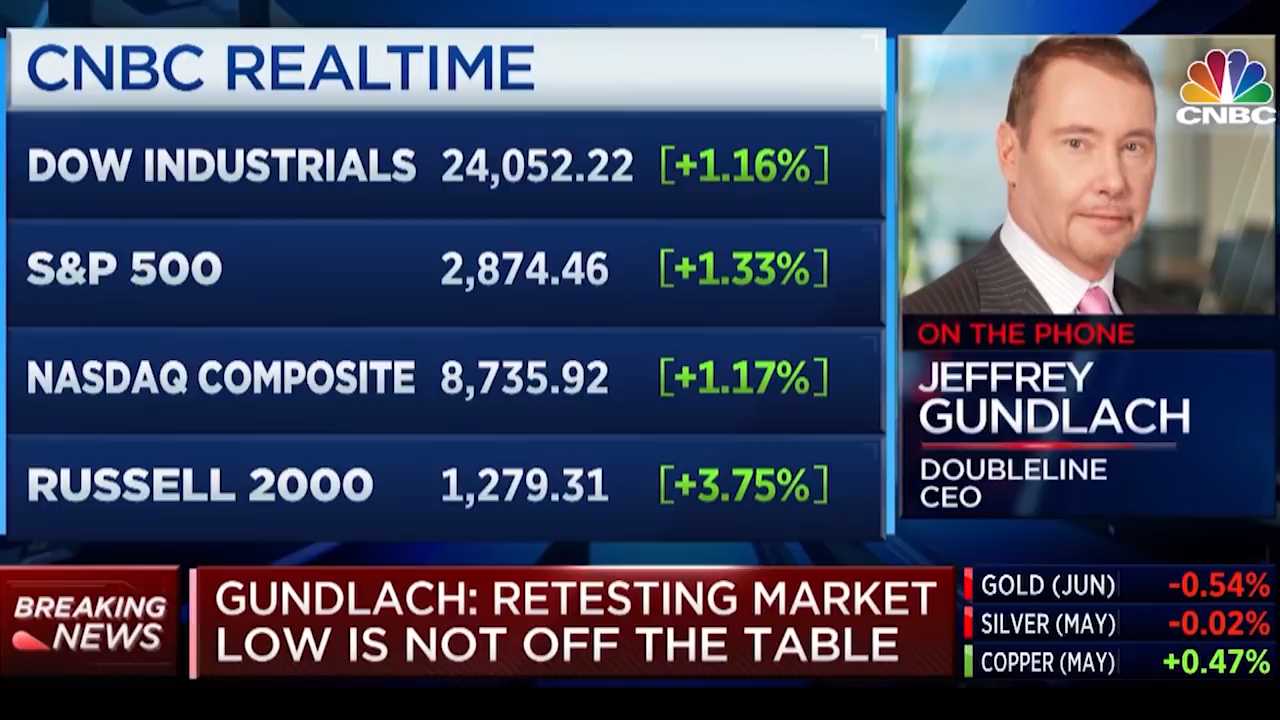 CNBC REALTIME
DOW INDUSTRIALS 24,052.22 [+1.16%]
S&P 500 2,874.46 [+1.33%]
NASDAQ COMPOSITE 8,735.92 [+1.17%]
RUSSELL 2000 1,279.31 [+3.75%]
CNBC
ON THE PHONE
JEFFREY
GUNDLACH
DOUBLELINE
CEO
BREAKING
NEWS
GUNDLACH: RETESTING MARKET
LOW IS NOT OFF THE TABLE
GOLD (JUN) -0.54%
SILVER (MAY) -0.02%
COPPER (MAY) +0.47%